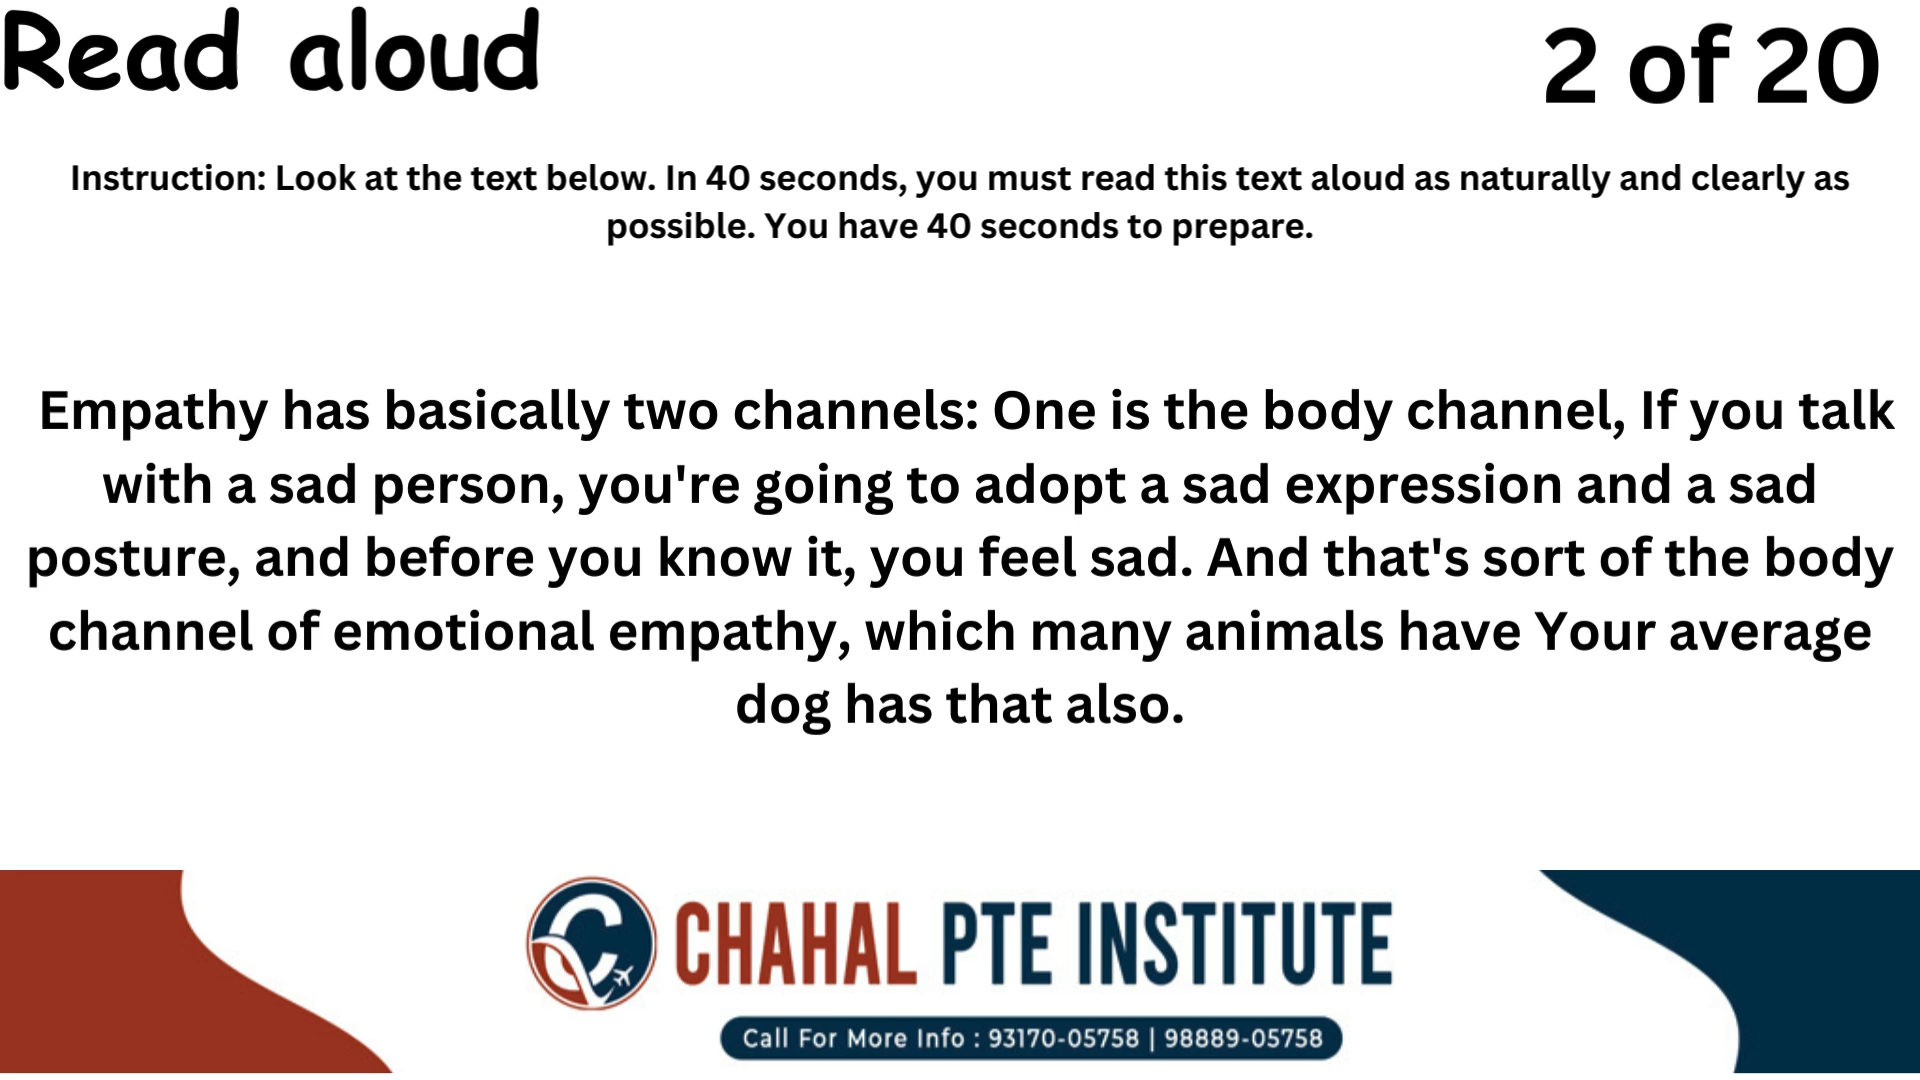 Read aloud
2 of 20
Instruction: Look at the text below. In 40 seconds, you must read this text aloud as naturally and clearly as
possible. You have 40 seconds to prepare.
Empathy has basically two channels: One is the body channel, If you talk
with a sad person, you're going to adopt a sad expression and a sad
posture, and before you know it, you feel sad. And that's sort of the body
channel of emotional empathy, which many animals have Your average
dog has that also.
CHAHAL PTE INSTITUTE
Call For More Info : 93170-05758 | 98889-05758